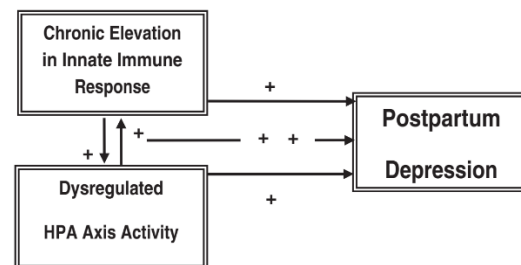 Chronic Elevation
in Innate Immune
Response
+
Postpartum
Depression
+
+ +
+
Dysregulated
HPA Axis Activity
+